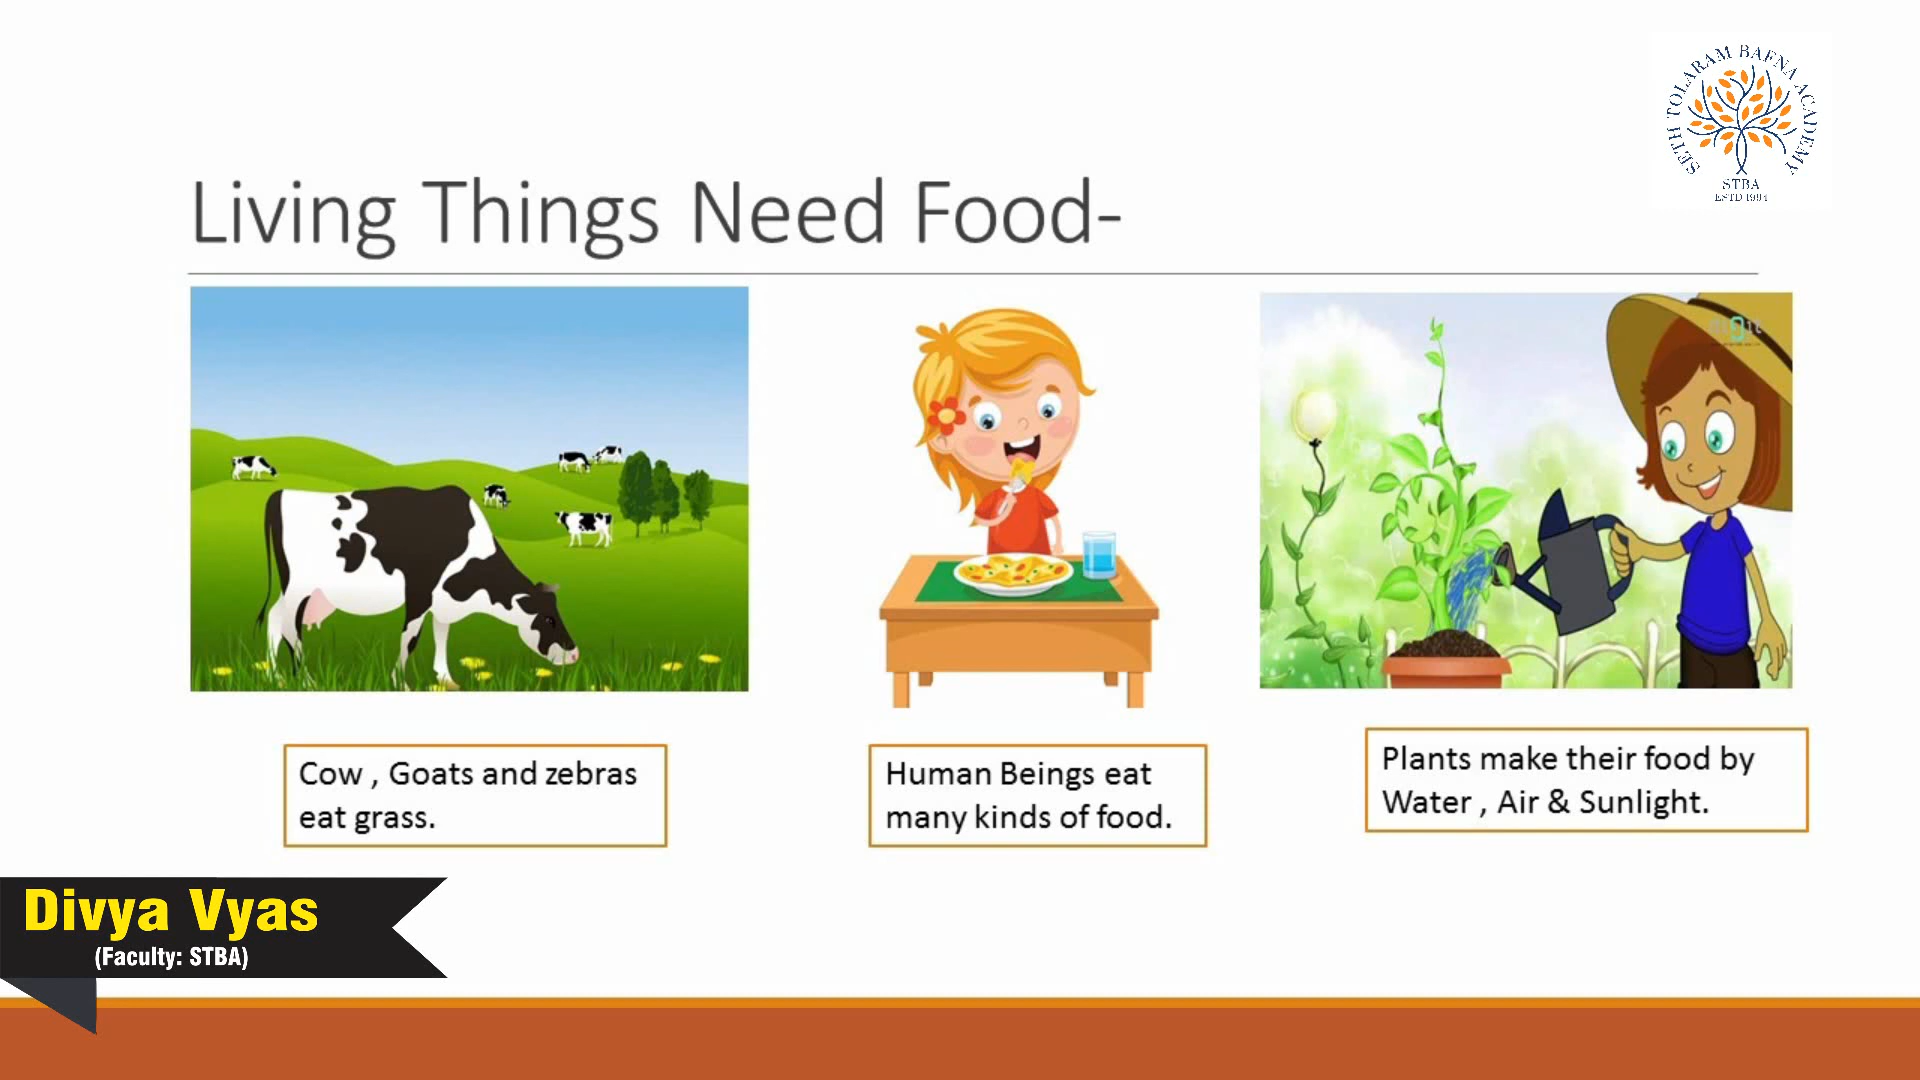 SETH TOLARAM BAFNA ACADEMY
STBA
ESTD 1994
Living Things Need Food-
Cow , Goats and zebras
eat grass.
Human Beings eat
many kinds of food.
Plants make their food by
Water , Air & Sunlight.
Divya Vyas
(Faculty: STBA)